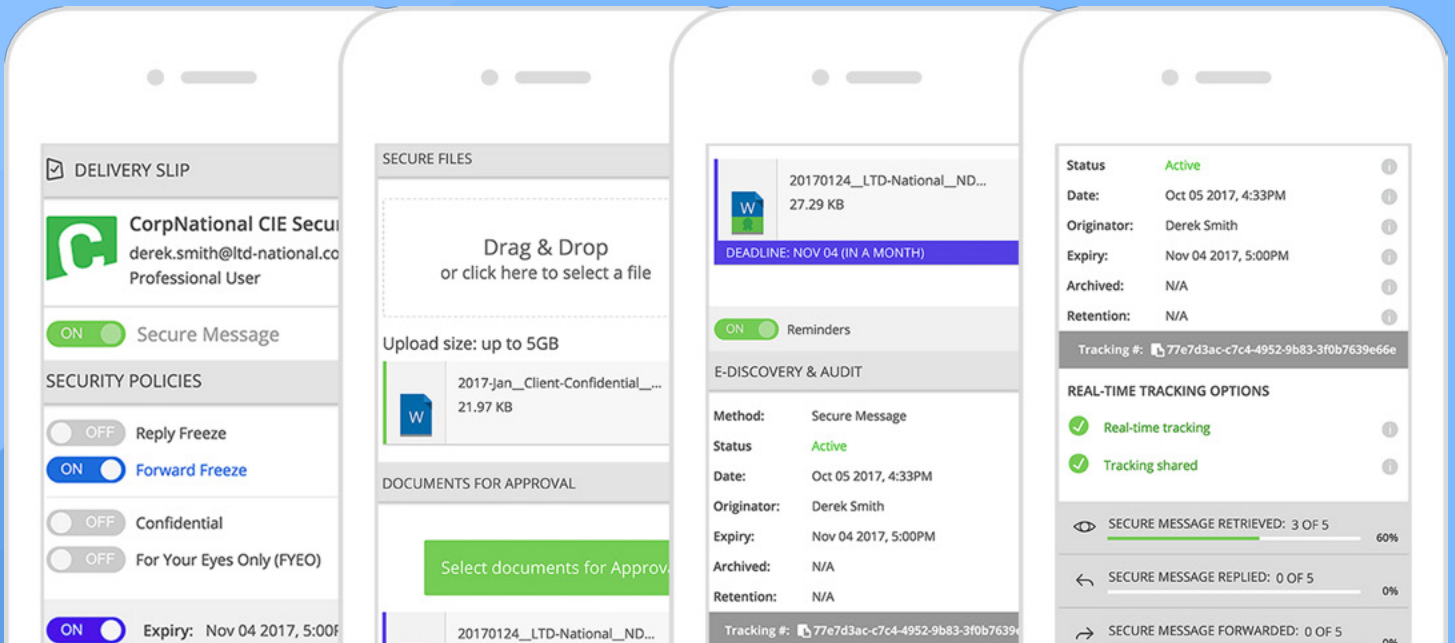 DELIVERY SLIP
CorpNational CIE Secur
derek.smith@ltd-national.co
Professional User
ON Secure Message
SECURITY POLICIES
OFF Reply Freeze
ON Forward Freeze
OFF Confidential
OFF For Your Eyes Only (FYEO)
ON Expiry: Nov 04 2017, 5:00P
SECURE FILES
Drag & Drop
or click here to select a file
Upload size: up to 5GB
W
2017-Jan__Client-Confidential__...
21.97 KB
DOCUMENTS FOR APPROVAL
Select documents for Approva
20170124__LTD-National__ND...
20170124__LTD-National__ND...
W
27.29 KB
DEADLINE: NOV 04 (IN A MONTH)
ON Reminders
E-DISCOVERY & AUDIT
Method: Secure Message
Status Active
Date: Oct 05 2017, 4:33PM
Originator: Derek Smith
Expiry: Nov 04 2017, 5:00PM
Archived: N/A
Retention: N/A
Tracking #: 77e7d3ac-c7c4-4952-9b83-3f0b7639
Status Active
Date: Oct 05 2017, 4:33PM
Originator: Derek Smith
Expiry: Nov 04 2017, 5:00PM
Archived: N/A
Retention: N/A
Tracking #: 77e7d3ac-c7c4-4952-9b83-3f0b7639e66e
REAL-TIME TRACKING OPTIONS
Real-time tracking
Tracking shared
SECURE MESSAGE RETRIEVED: 3 OF 5
60%
SECURE MESSAGE REPLIED: 0 OF 5
0%
SECURE MESSAGE FORWARDED: 0 OF 5
0%